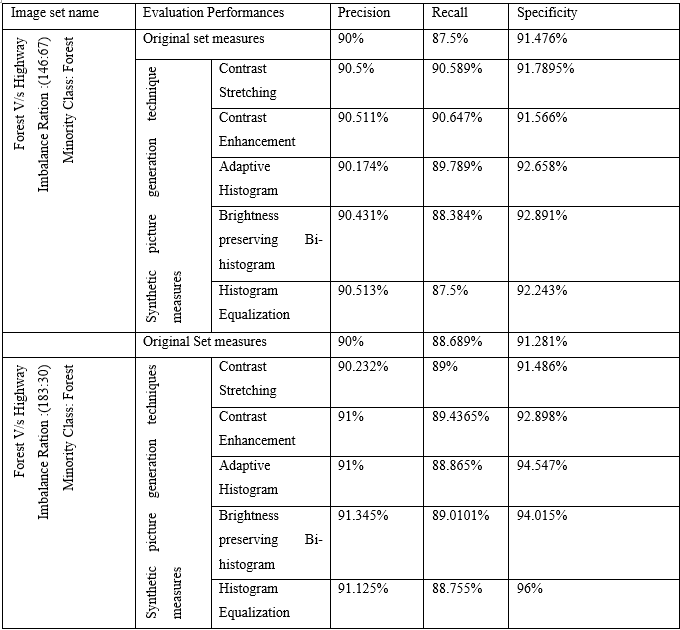 Image set name Evaluation Performances Precision Recall Specificity
Forest V/s Highway
Imbalance Ration :(146:67)
Minority Class: Forest
Original set measures 90% 87.5% 91.476%
Synthetic picture generation technique
measures
Contrast 90.5% 90.589% 91.7895%
Stretching
Contrast 90.511% 90.647% 91.566%
Enhancement
Adaptive 90.174% 89.789% 92.658%
Histogram
Brightness 90.431% 88.384% 92.891%
preserving Bi-
histogram
Histogram 90.513% 87.5% 92.243%
Equalization
Original Set measures 90% 88.689% 91.281%
Forest V/s Highway
Imbalance Ration :(183:30)
Minority Class: Forest
Synthetic picture generation techniques
measures
Contrast 90.232% 89% 91.486%
Stretching
Contrast 91% 89.4365% 92.898%
Enhancement
Adaptive 91% 88.865% 94.547%
Histogram
Brightness 91.345% 89.0101% 94.015%
preserving Bi-
histogram
Histogram 91.125% 88.755% 96%
Equalization